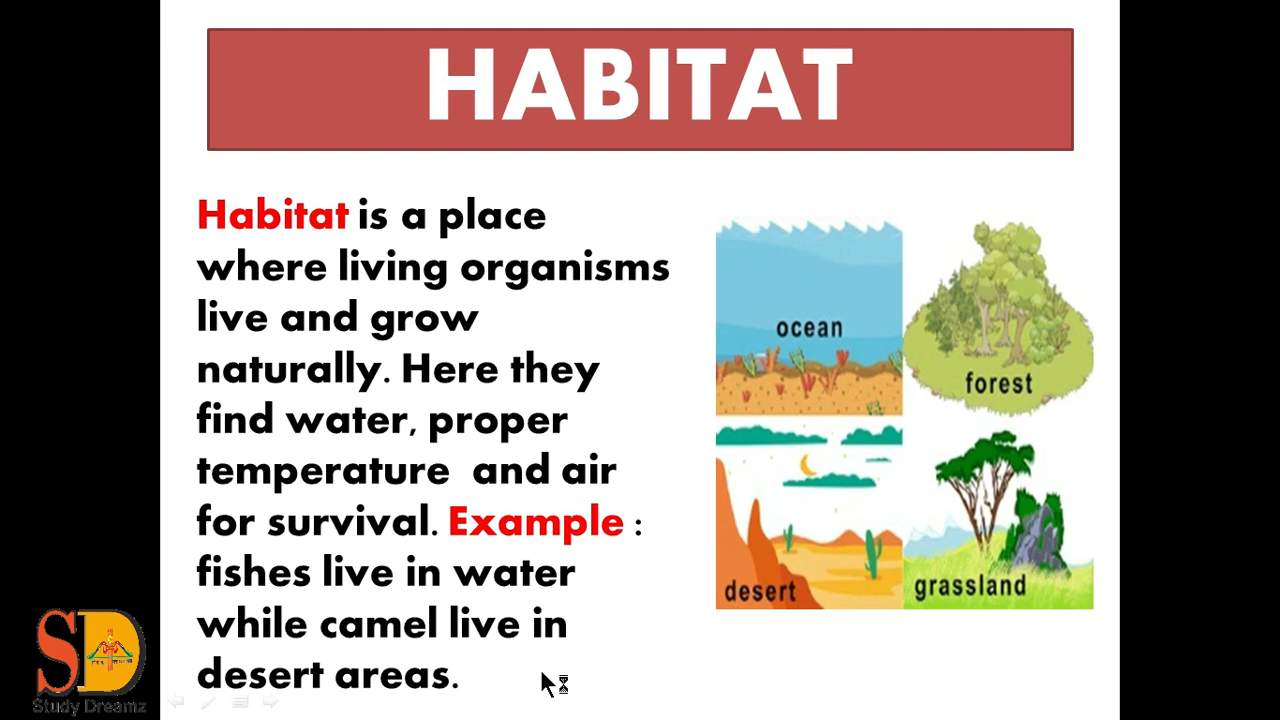 HABITAT
Habitat is a place
where living organisms
live and grow
naturally. Here they
find water, proper
temperature and air
for survival. Example :
fishes live in water
while camel live in
desert areas.
ocean
forest
desert
grassland
SD
Study Dreamz